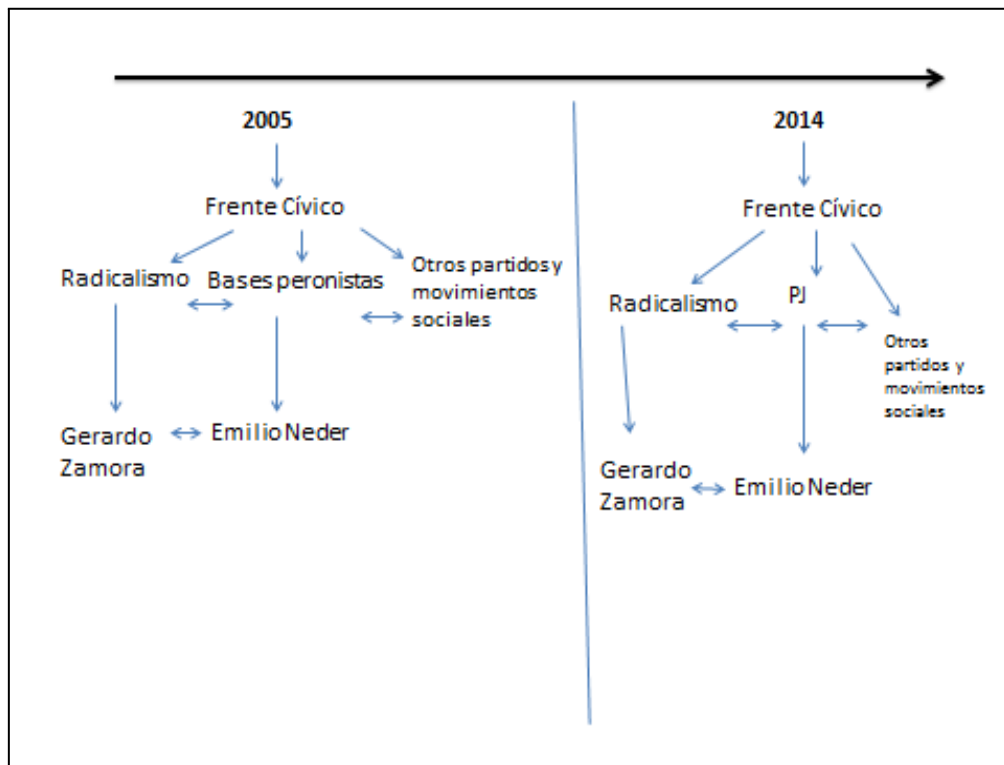 2005
Frente Cívico
Radicalismo
Bases peronistas
Otros partidos y
movimientos
sociales
Gerardo
Zamora
Emilio Neder
2014
Frente Cívico
Radicalismo
PJ
Otros
partidos y
movimientos
sociales
Gerardo
Zamora
Emilio Neder